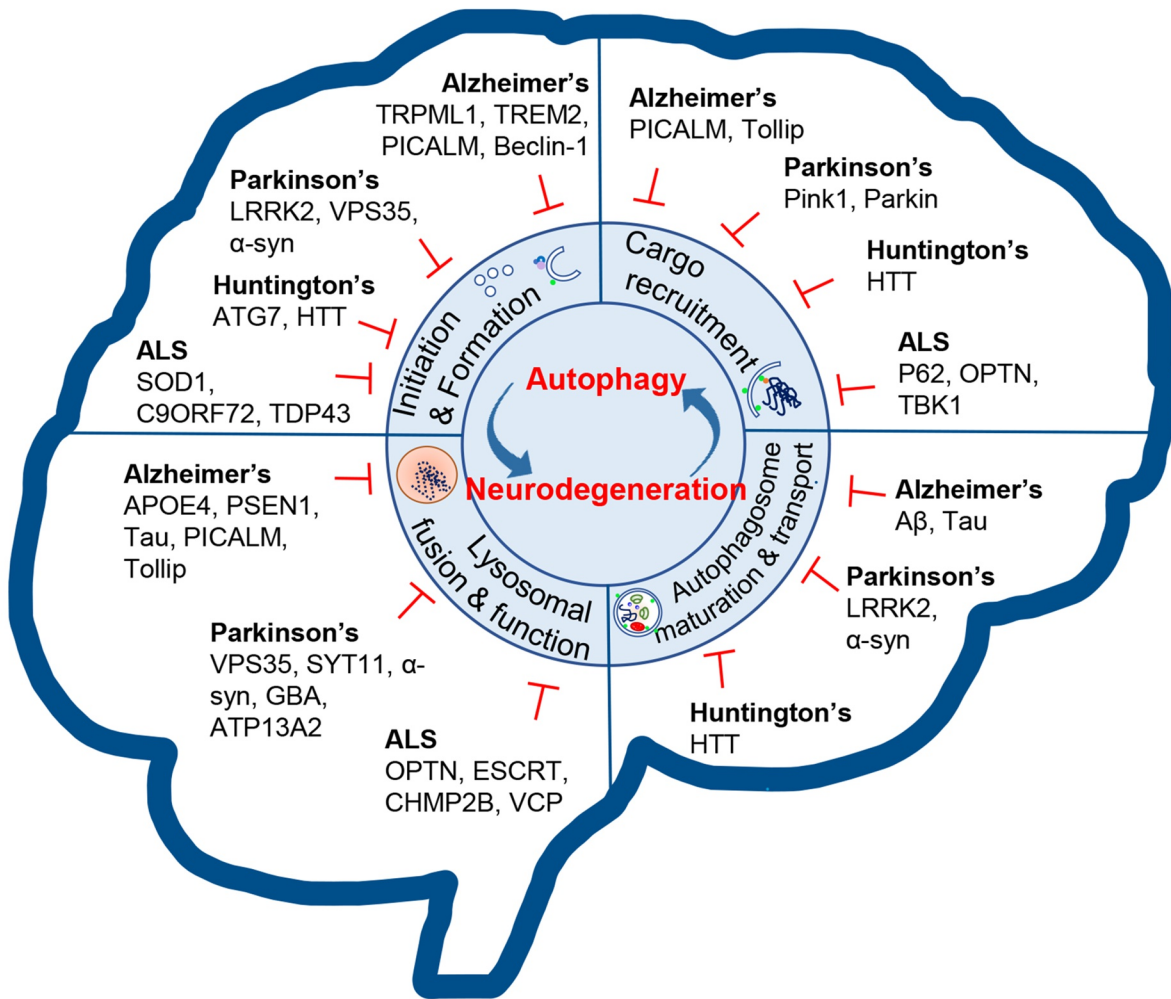 Alzheimer's
TRPML1, TREM2,
PICALM, Beclin-1
Parkinson's
LRRK2, VPS35,
α-syn
Huntington's
ATG7, HTT
ALS
SOD1,
C9ORF72, TDP43
Alzheimer's
PICALM, Tollip
Parkinson's
Pink1, Parkin
Huntington's
HTT
ALS
P62, OPTN,
TBK1
Initiation
& Formation
Cargo
recruitment
Autophagy
Neurodegeneration
Lysosomal
fusion & function
Autophagosome
maturation & transport
Alzheimer's
APOE4, PSEN1,
Tau, PICALM,
Tollip
Parkinson's
VPS35, SYT11, α-
syn, GBA,
ATP13A2
ALS
OPTN, ESCRT,
CHMP2B, VCP
Alzheimer's
Aβ, Tau
Parkinson's
LRRK2,
α-syn
Huntington's
HTT